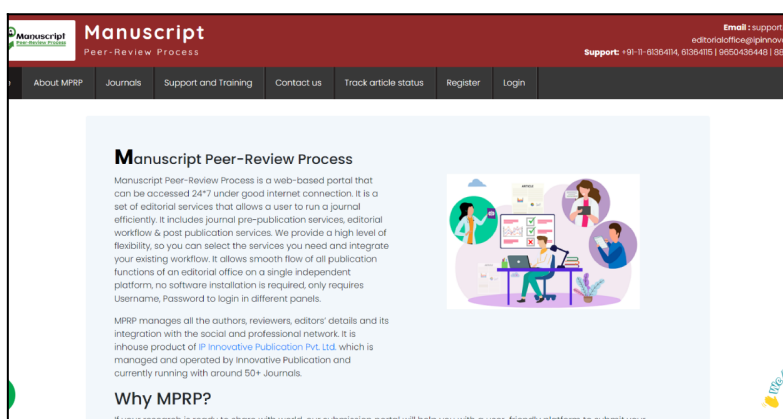 Manuscript
Peer-Review Process
Manuscript
Peer-Review Process
Email : support
editorialoffice@ipinnov
Support: +91-11-61364114, 61364115 | 9650436448 | 88
About MPRP Journals Support and Training Contact us Track article status Register Login
Manuscript Peer-Review Process
Manuscript Peer-Review Process is a web-based portal that
can be accessed 24*7 under good internet connection. It is a
set of editorial services that allows a user to run a journal
efficiently. It includes journal pre-publication services, editorial
workflow & post publication services. We provide a high level of
flexibility, so you can select the services you need and integrate
your existing workflow. It allows smooth flow of all publication
functions of an editorial office on a single independent
platform, no software installation is required, only requires
Username, Password to login in different panels.
ARTICLE
MPRP manages all the authors, reviewers, editors' details and its
integration with the social and professional network. It is
inhouse product of IP Innovative Publication Pvt. Ltd. which is
managed and operated by Innovative Publication and
currently running with around 50+ Journals.
Why MPRP?